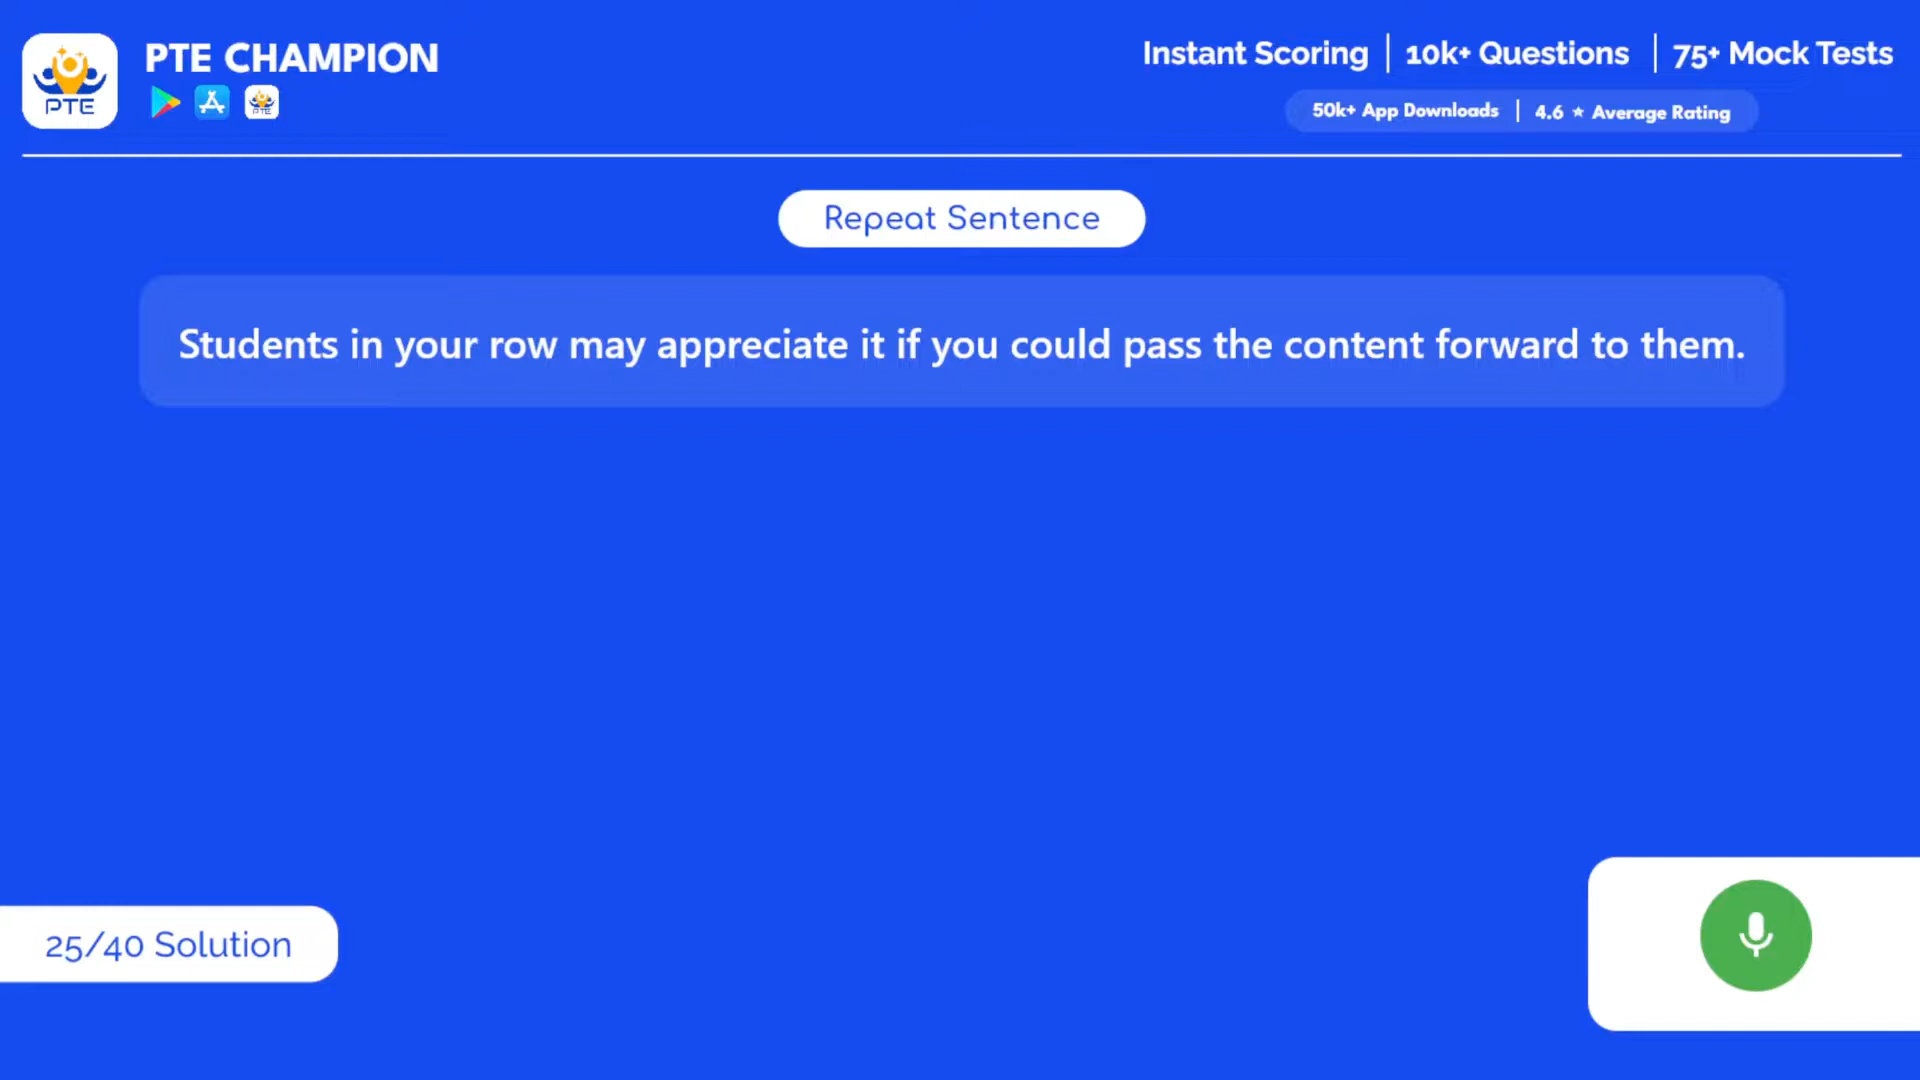 PTE CHAMPION
PTE
PTE
Instant Scoring | 10k+ Questions | 75+ Mock Tests
50k+ App Downloads | 4.6 ★ Average Rating
Repeat Sentence
Students in your row may appreciate it if you could pass the content forward to them.
25/40 Solution